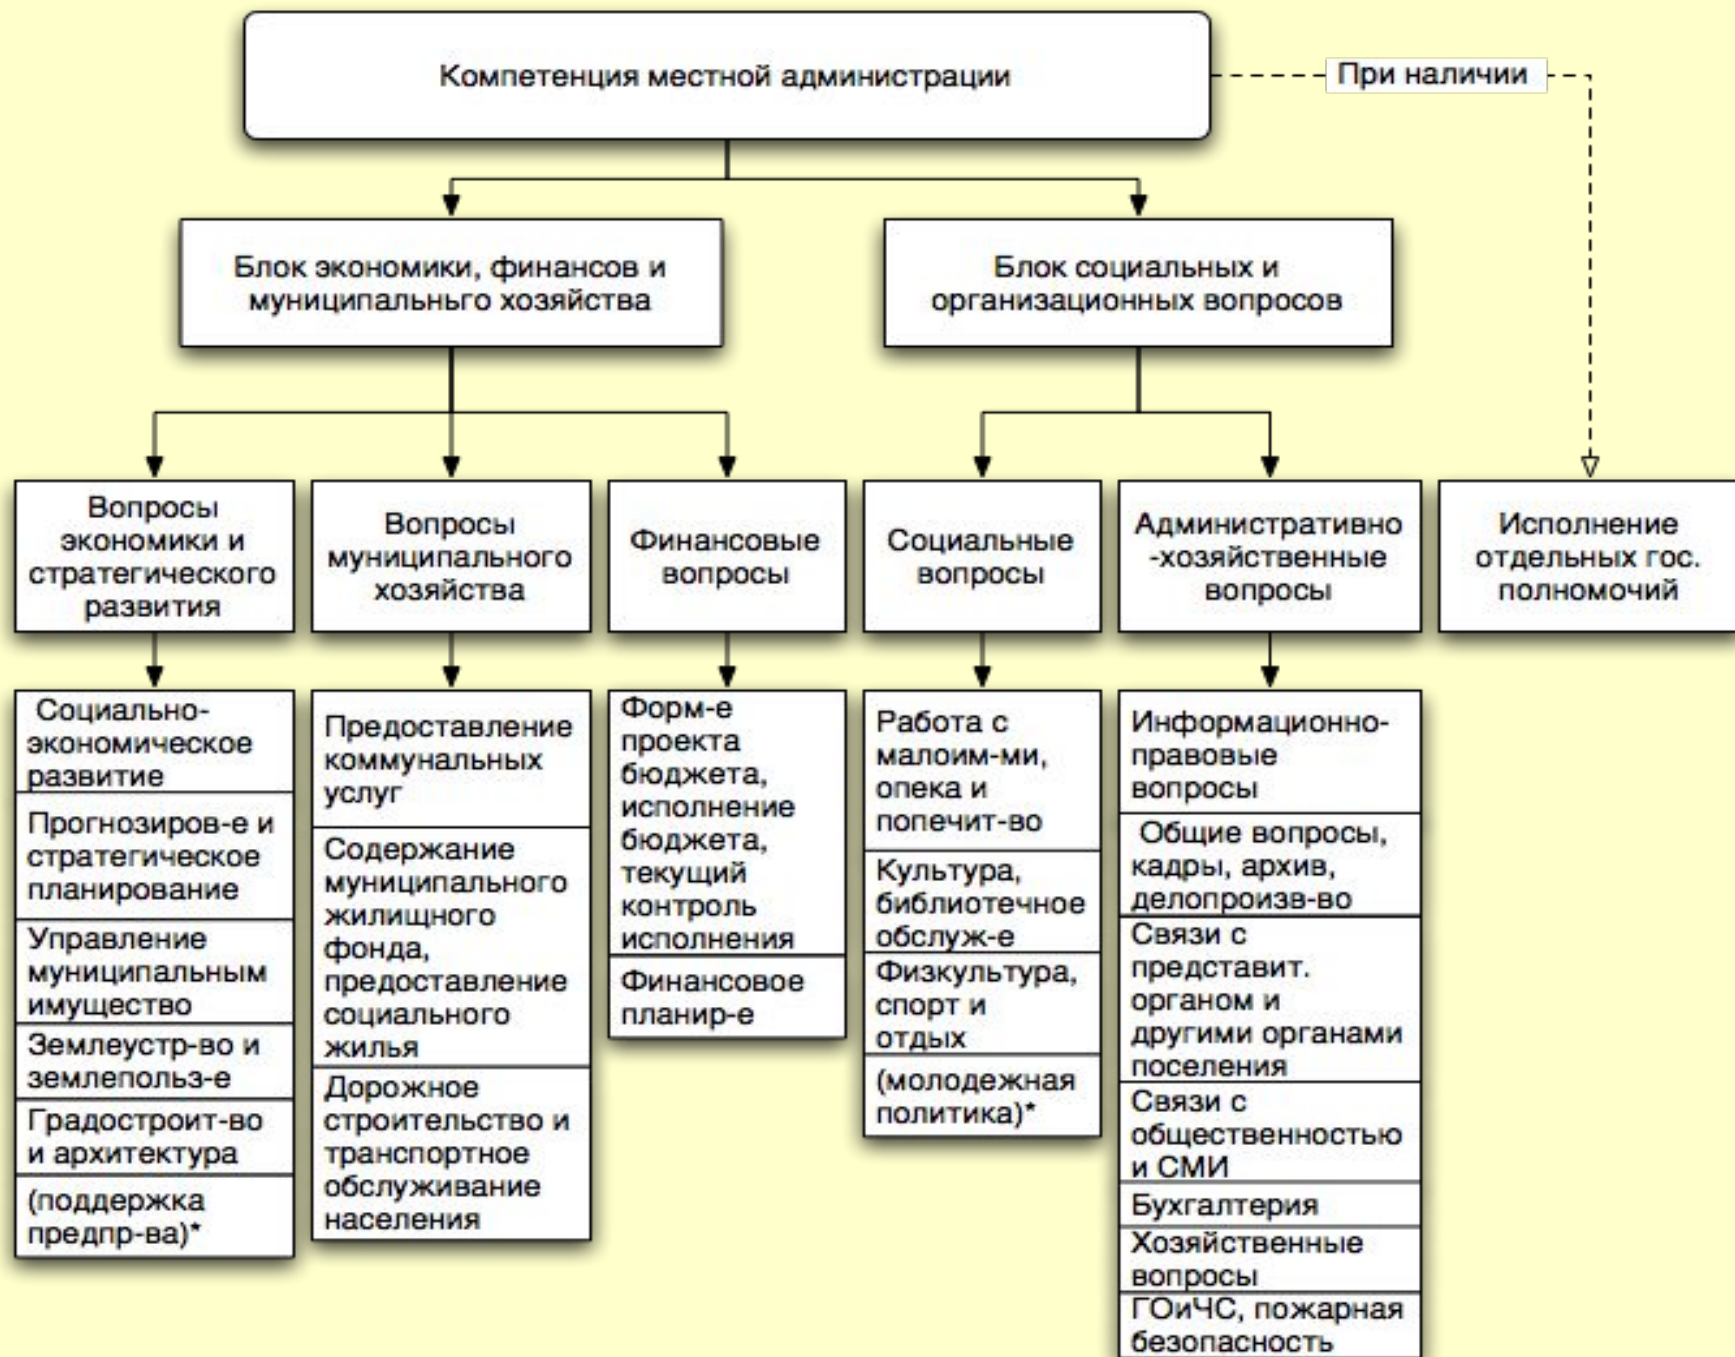 Компетенция местной администрации
При наличии
Блок экономики, финансов и
муниципальньго хозяйства
Блок социальных и
организационных вопросов
Вопросы
экономики и
стратегического
развития
Вопросы
муниципального
хозяйства
Финансовые
вопросы
Социальные
вопросы
Административно
-хозяйственные
вопросы
Исполнение
отдельных гос.
полномочий
Социально-
экономическое
развитие
Прогнозиров-е и
стратегическое
планирование
Управление
муниципальным
имущество
Землеустр-во и
землепольз-е
Градостроит-во
и архитектура
(поддержка
предпр-ва)*
Предоставление
коммунальных
услуг
Содержание
муниципального
жилищного
фонда,
предоставление
социального
жилья
Дорожное
строительство и
транспортное
обслуживание
населения
Форм-е
проекта
бюджета,
исполнение
бюджета,
текущий
контроль
исполнения
Финансовое
планир-е
Работа с
малоим-ми,
опека и
попечит-во
Культура,
библиотечное
обслуж-е
Физкультура,
спорт и
отдых
(молодежная
политика)*
Информационно-
правовые
вопросы
Общие вопросы,
кадры, архив,
делопроизв-во
Связи с
представит.
органом и
другими органами
поселения
Связи с
общественностью
и СМИ
Бухгалтерия
Хозяйственные
вопросы
ГОиЧС, пожарная
безопасность